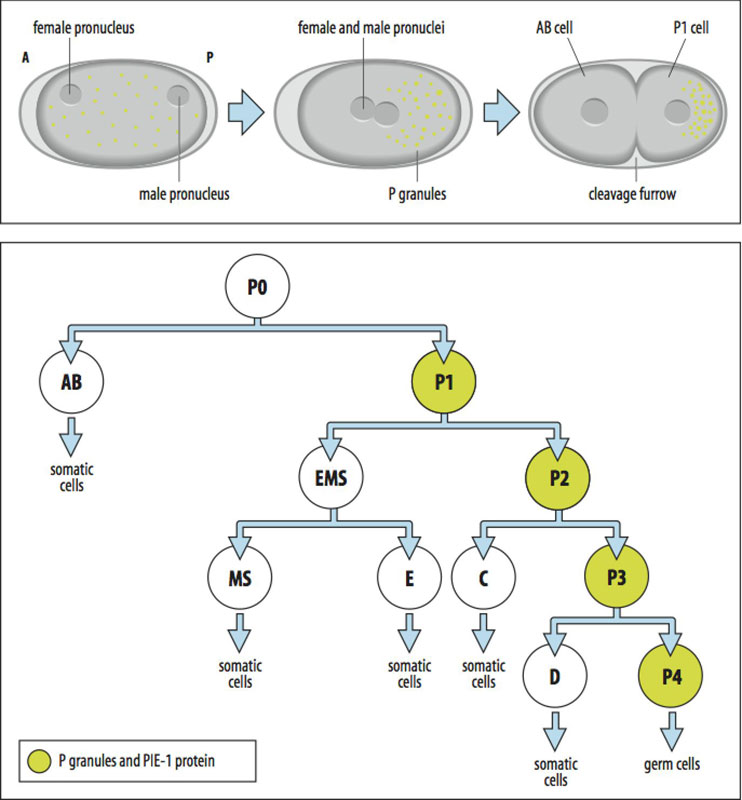 female pronucleus
female and male pronuclei
AB cell
P1 cell
A
P
male pronucleus
P granules
cleavage furrow
P0
AB
P1
somatic
cells
EMS
P2
MS
E
C
P3
somatic
cells
somatic
cells
somatic
cells
D
P4
somatic
cells
germ cells
P granules and PIE-1 protein